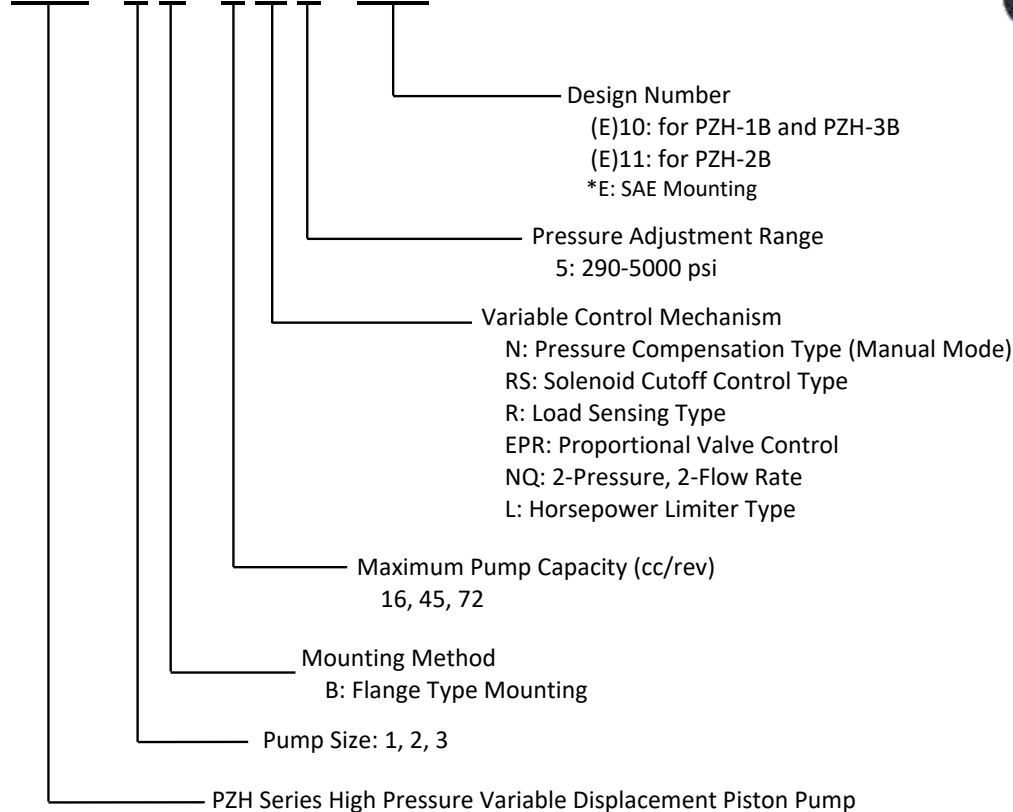 Design Number
(E)10: for PZH-1B and PZH-3B
(E)11: for PZH-2B
*E: SAE Mounting
Pressure Adjustment Range
5: 290-5000 psi
Variable Control Mechanism
N: Pressure Compensation Type (Manual Mode)
RS: Solenoid Cutoff Control Type
R: Load Sensing Type
EPR: Proportional Valve Control
NQ: 2-Pressure, 2-Flow Rate
L: Horsepower Limiter Type
Maximum Pump Capacity (cc/rev)
16, 45, 72
Mounting Method
B: Flange Type Mounting
Pump Size: 1, 2, 3
PZH Series High Pressure Variable Displacement Piston Pump